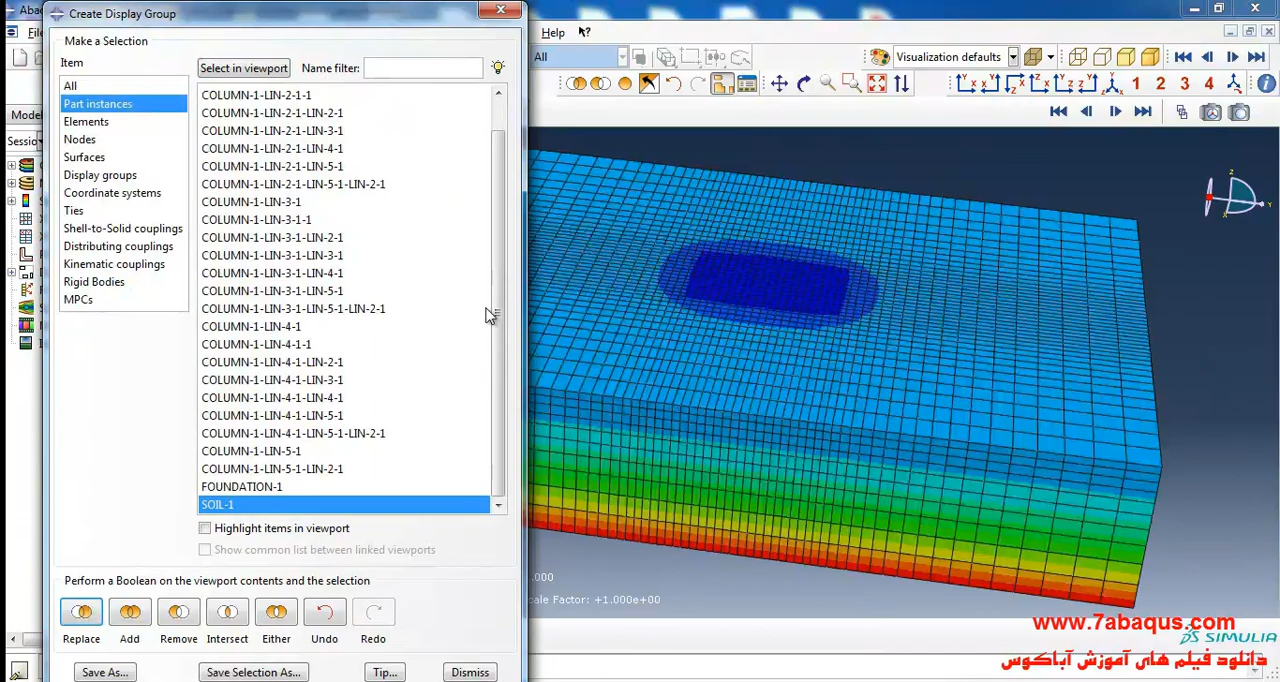 Aba
Create Display Group
Fi
Help
Make a Selection
Item
Select in viewport
Name filter:
All
Visualization defaults
All
Part instances
Elements
Nodes
Surfaces
Display groups
Coordinate systems
Ties
Shell-to-Solid couplings
Distributing couplings
Kinematic couplings
Rigid Bodies
MPCs
Model
Sessio
COLUMN-1-LIN-2-1-1
COLUMN-1-LIN-2-1-LIN-2-1
COLUMN-1-LIN-2-1-LIN-3-1
COLUMN-1-LIN-2-1-LIN-4-1
COLUMN-1-LIN-2-1-LIN-5-1
COLUMN-1-LIN-2-1-LIN-5-1-LIN-2-1
COLUMN-1-LIN-3-1
COLUMN-1-LIN-3-1-1
COLUMN-1-LIN-3-1-LIN-2-1
COLUMN-1-LIN-3-1-LIN-3-1
COLUMN-1-LIN-3-1-LIN-4-1
COLUMN-1-LIN-3-1-LIN-5-1
COLUMN-1-LIN-3-1-LIN-5-1-LIN-2-1
COLUMN-1-LIN-4-1
COLUMN-1-LIN-4-1-1
COLUMN-1-LIN-4-1-LIN-2-1
COLUMN-1-LIN-4-1-LIN-3-1
COLUMN-1-LIN-4-1-LIN-4-1
COLUMN-1-LIN-4-1-LIN-5-1
COLUMN-1-LIN-4-1-LIN-5-1-LIN-2-1
COLUMN-1-LIN-5-1
COLUMN-1-LIN-5-1-LIN-2-1
FOUNDATION-1
SOIL-1
Highlight items in viewport
Show common list between linked viewports
Perform a Boolean on the viewport contents and the selection
Replace Add Remove Intersect Either Undo Redo
Save As... Save Selection As... Tip... Dismiss
1 2 3 4
Z
Y
X
.000
cale Factor: +1.000e+00
www.7abaqus.com
SIMULIA
دانلود فیلم های آموزش آباکوس